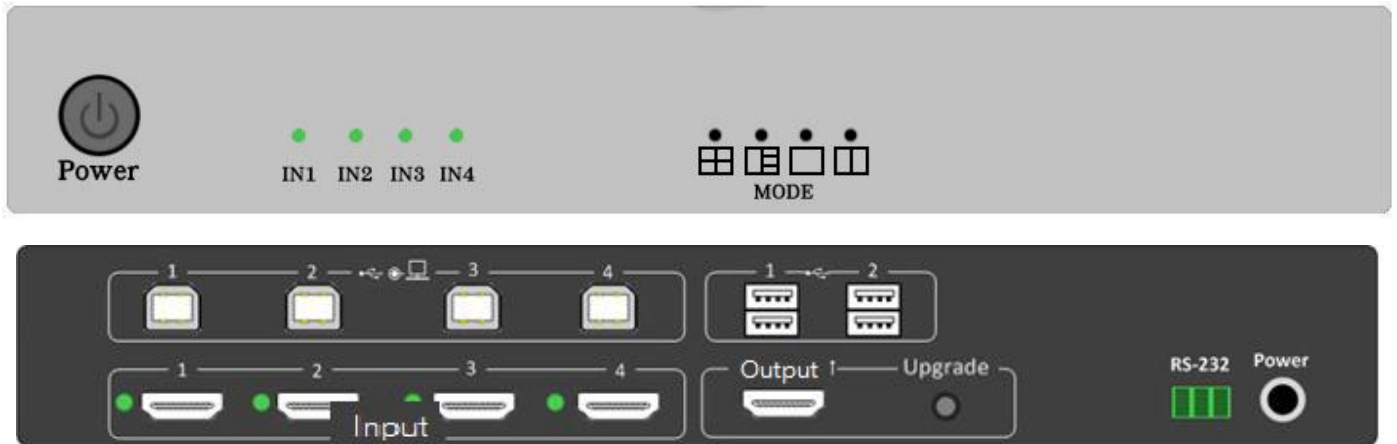 Power
IN1 IN2 IN3 IN4
MODE
1 2 3 4 1 2
1 2 3 4 Output 1 Upgrade
Input
RS-232 Power